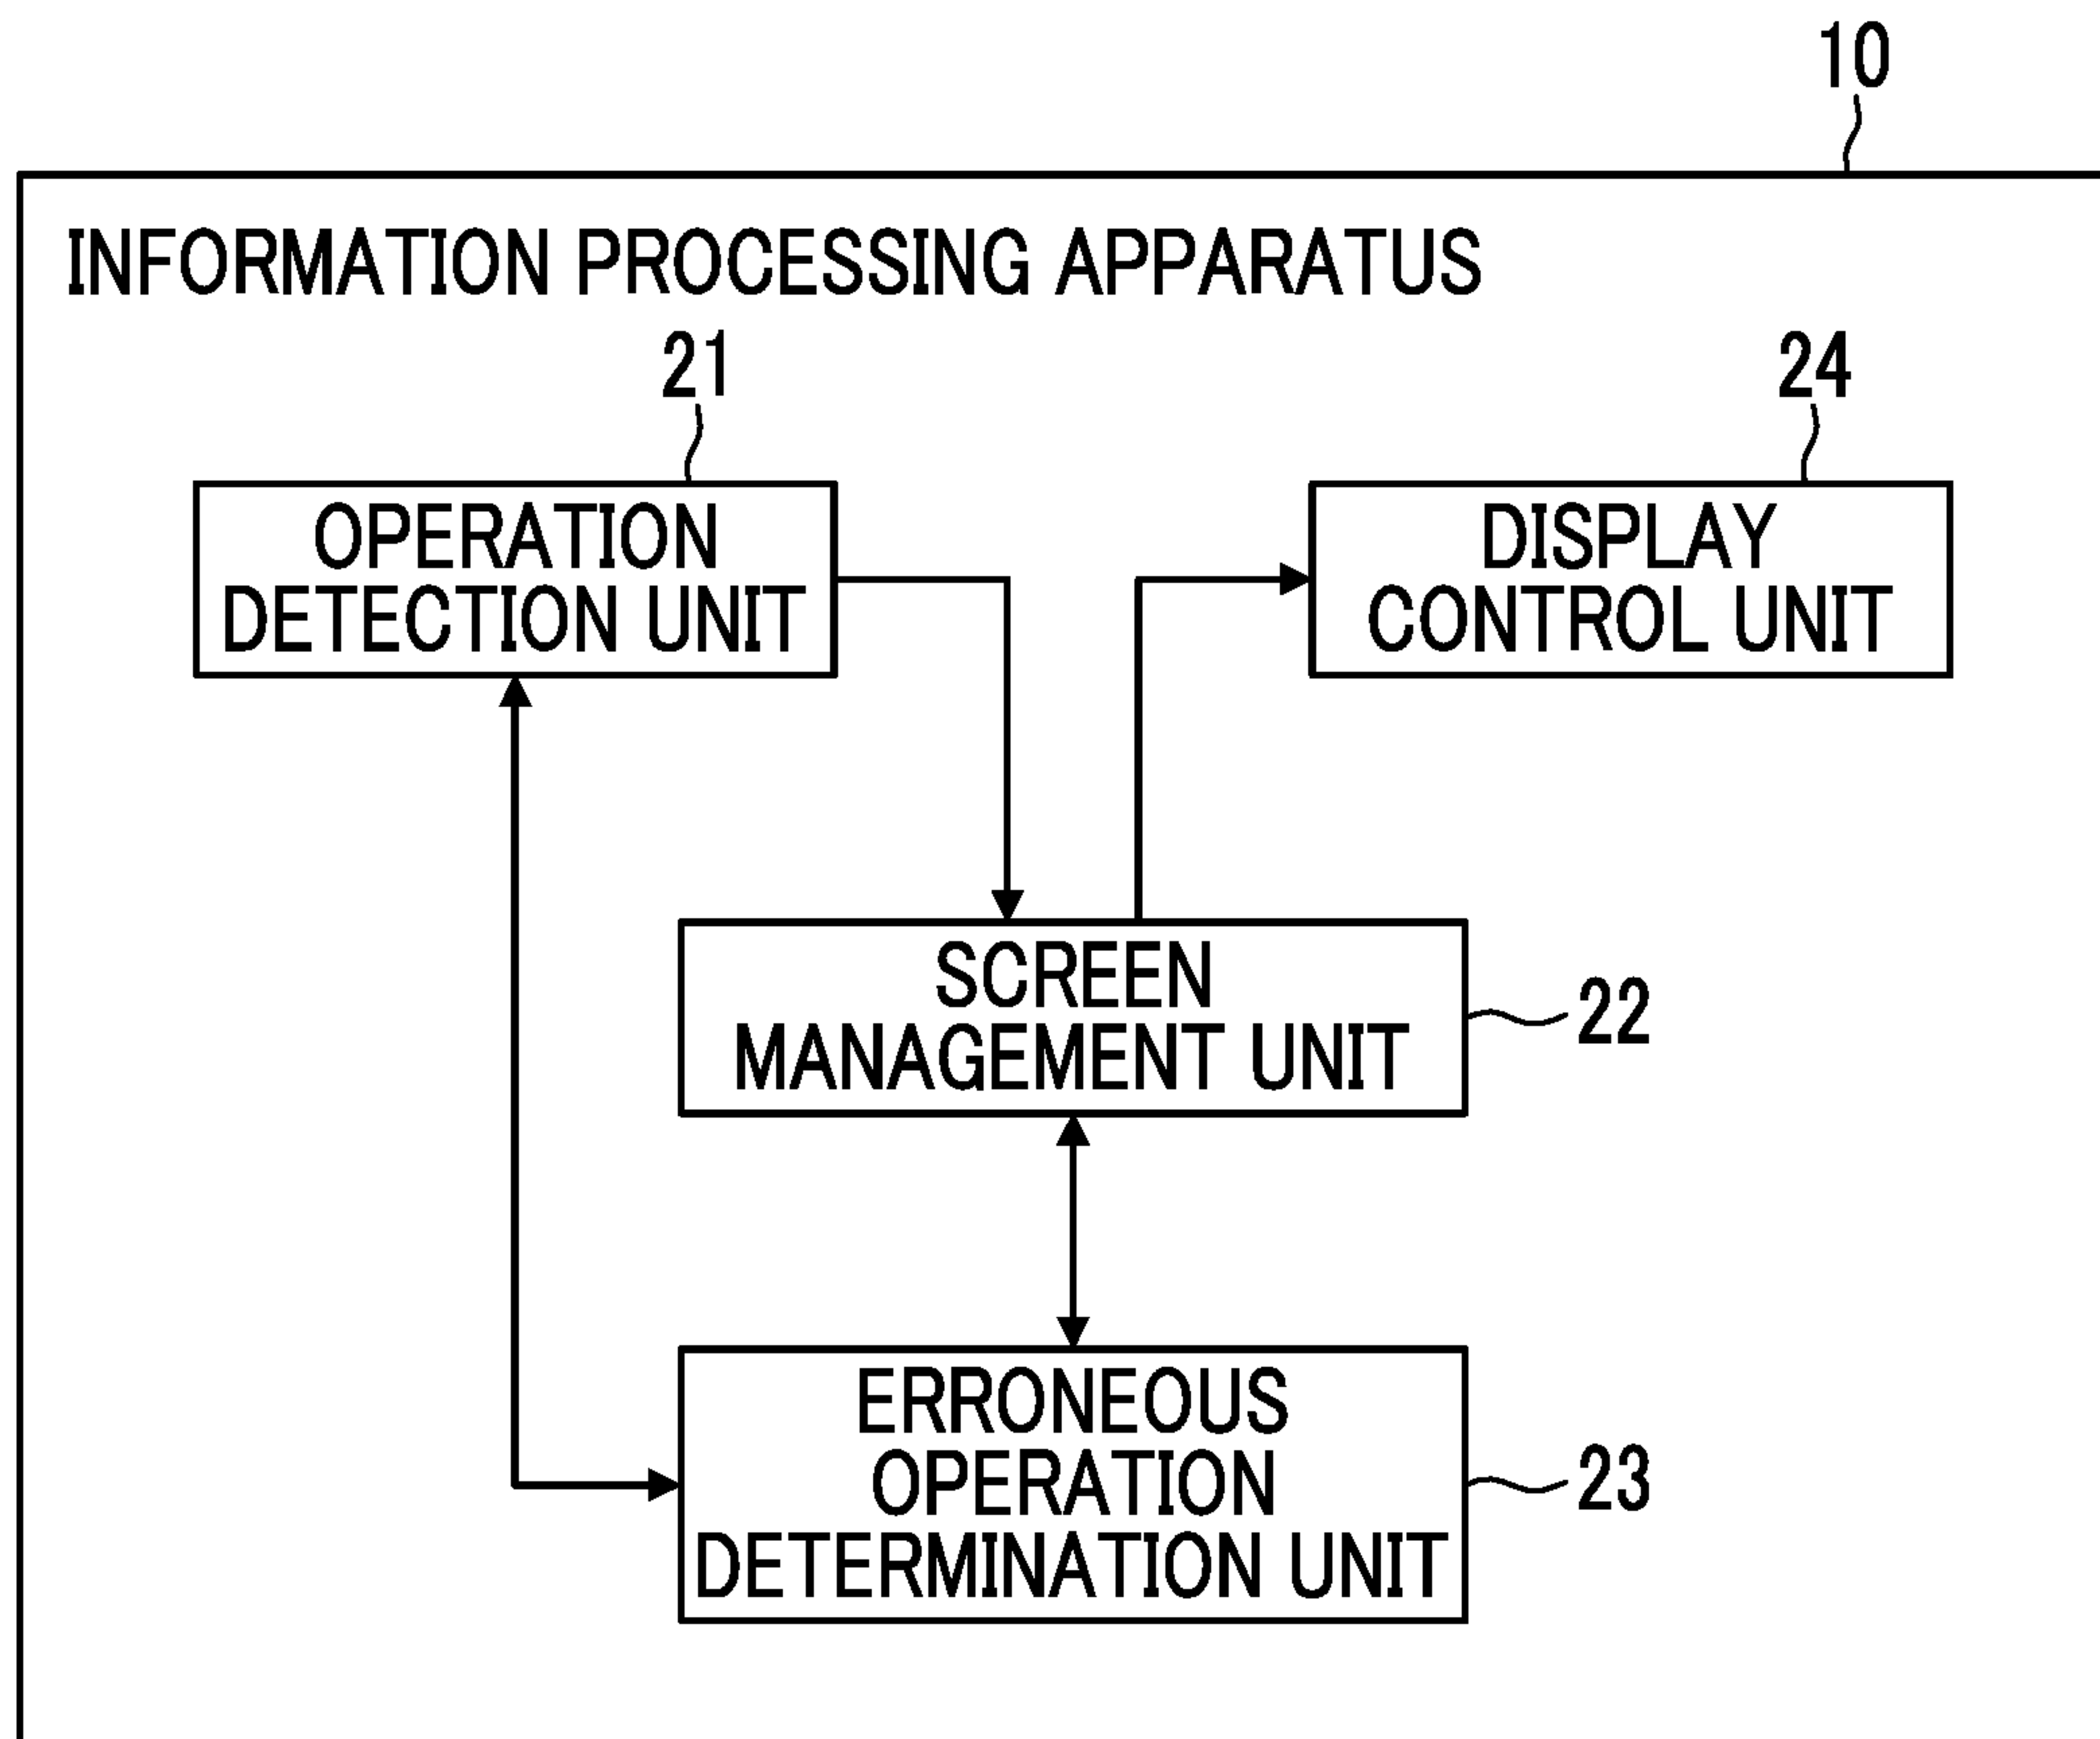 10
INFORMATION PROCESSING APPARATUS
21
24
OPERATION
DETECTION UNIT
DISPLAY
CONTROL UNIT
SCREEN
MANAGEMENT UNIT
22
ERRONEOUS
OPERATION
DETERMINATION UNIT
23